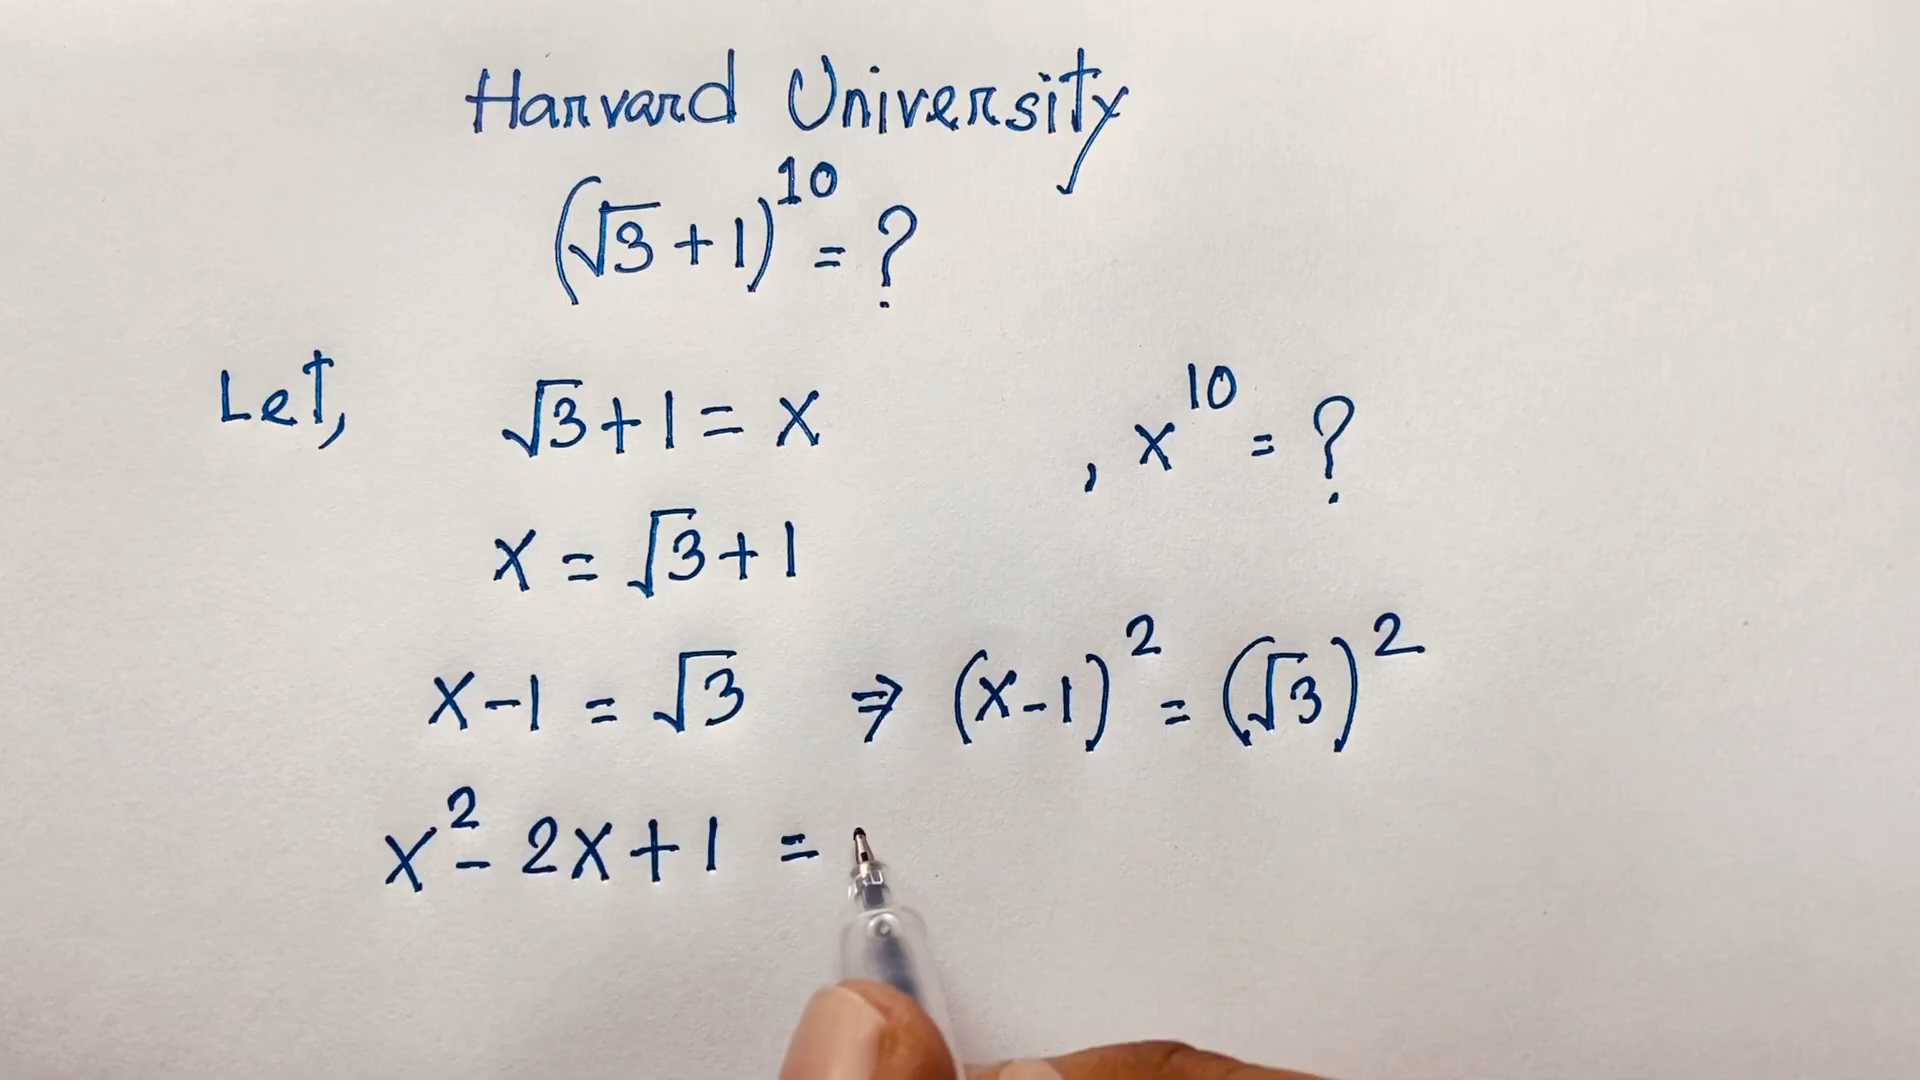 Harvard University
(√3+1)^10 = ?
Let, √3+1 = x , x^10 = ?
x = √3+1
x-1 = √3 ⇒ (x-1)^2 = (√3)^2
x^2 - 2x+1 =